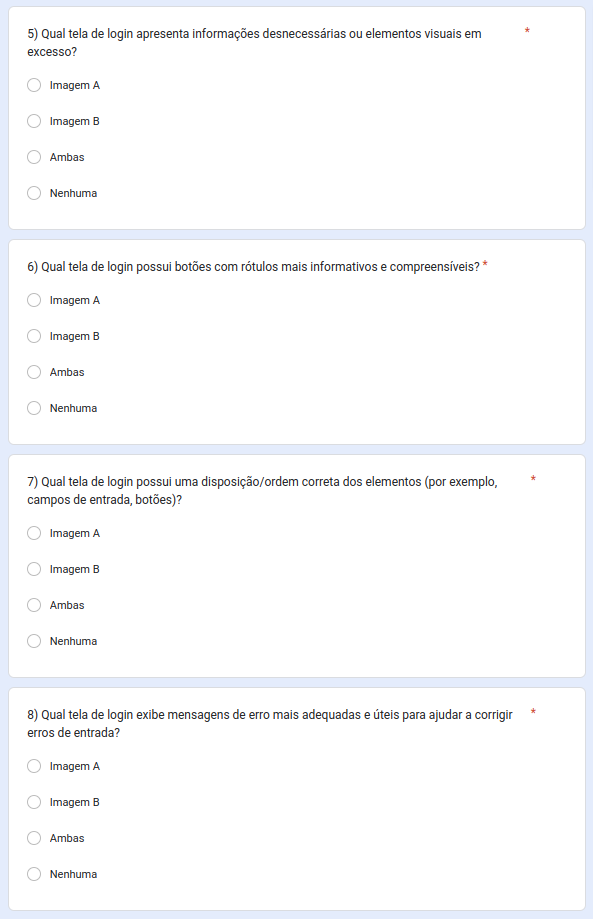 5) Qual tela de login apresenta informações desnecessárias ou elementos visuais em *
excesso?
Imagem A
Imagem B
Ambas
Nenhuma
6) Qual tela de login possui botões com rótulos mais informativos e compreensíveis? *
Imagem A
Imagem B
Ambas
Nenhuma
7) Qual tela de login possui uma disposição/ordem correta dos elementos (por exemplo, *
campos de entrada, botões)?
Imagem A
Imagem B
Ambas
Nenhuma
8) Qual tela de login exibe mensagens de erro mais adequadas e úteis para ajudar a corrigir *
erros de entrada?
Imagem A
Imagem B
Ambas
Nenhuma